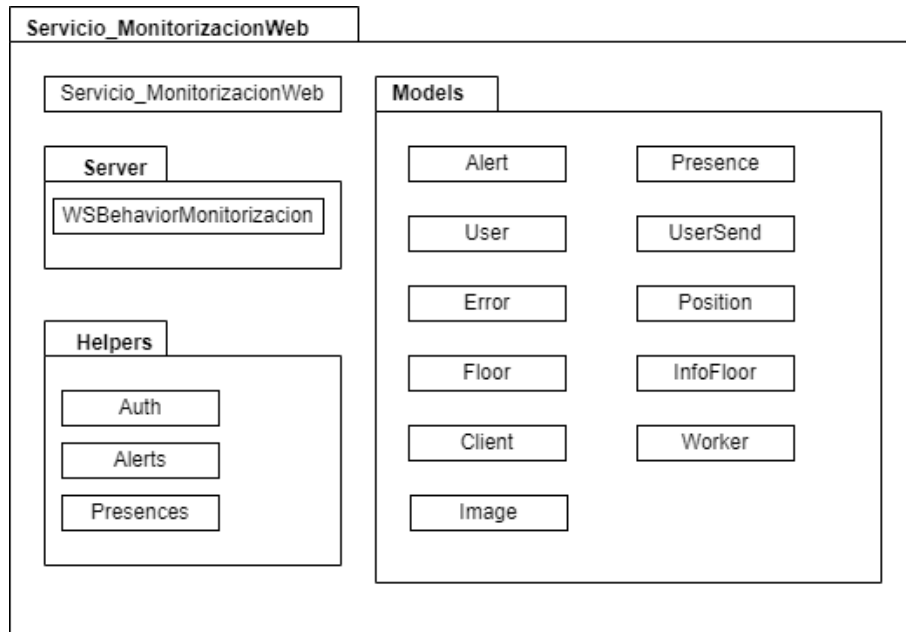 Servicio_MonitorizacionWeb
Servicio_MonitorizacionWeb
Server
WSBehaviorMonitorizacion
Helpers
Auth
Alerts
Presences
Models
Alert
Presence
User
UserSend
Error
Position
Floor
InfoFloor
Client
Worker
Image